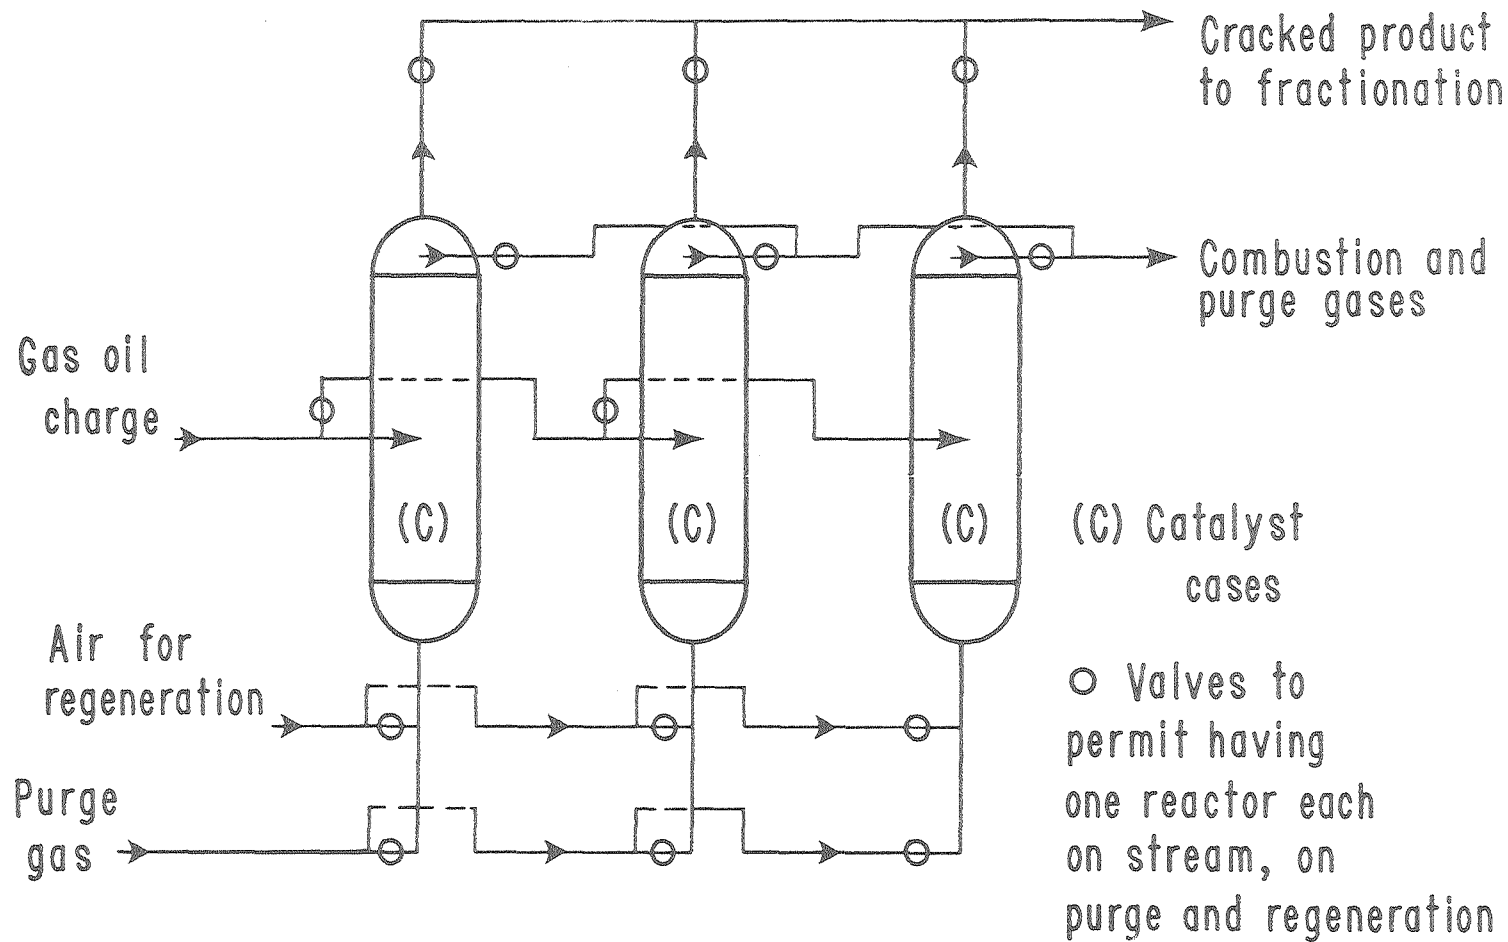 Cracked product
to fractionation
Combustion and
purge gases
Gas oil
charge
(C)
(C)
(C)
(C) Catalyst
cases
Air for
regeneration
Valves to
permit having
one reactor each
on stream, on
purge and regeneration
Purge
gas